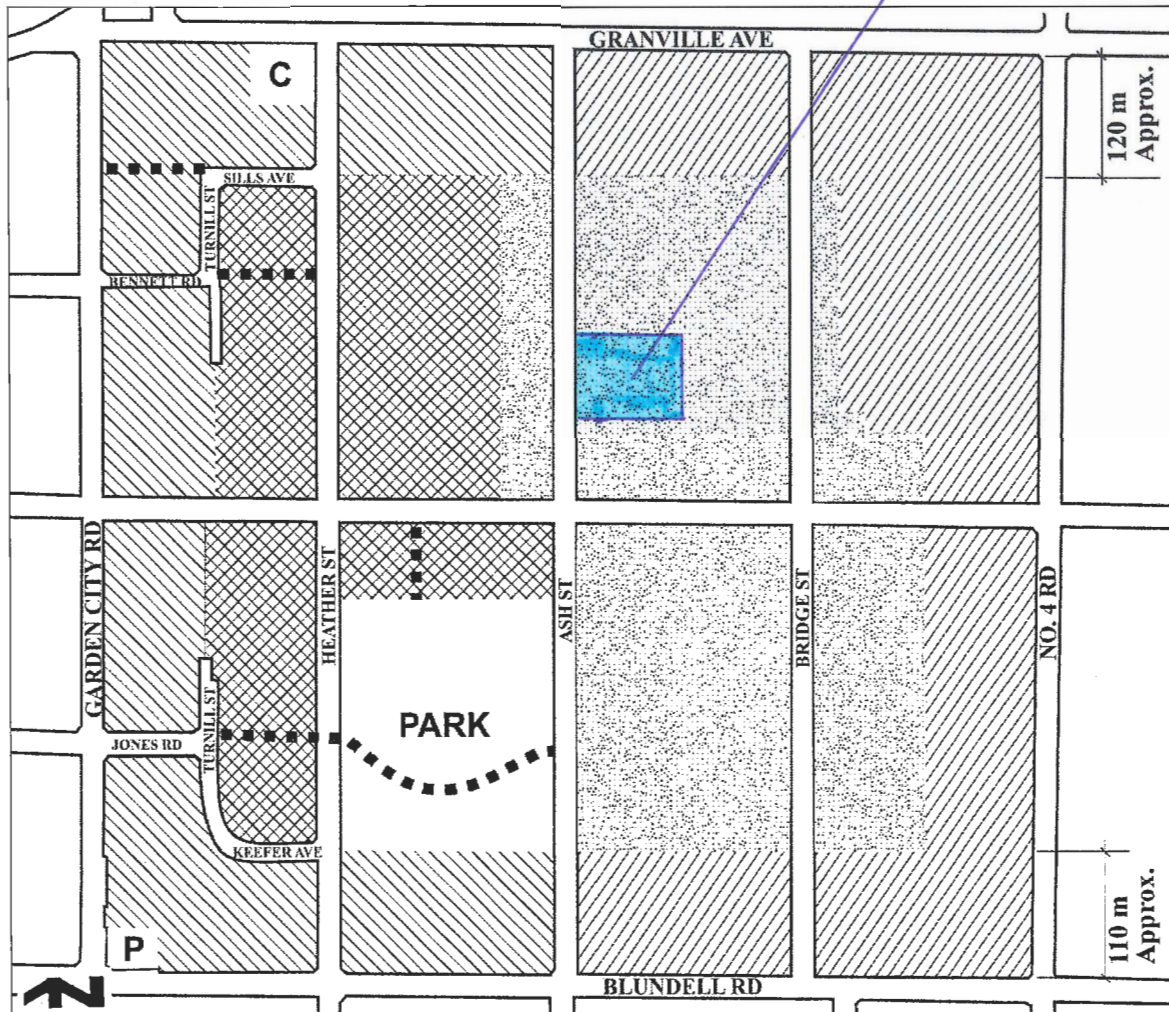 GRANVILLE AVE
C
120 m
Approx.
SILLS AVE
TURNILL ST
BENNETT RD
GARDEN CITY RD
HEATHER ST
ASH ST
BRIDGE ST
NO. 4 RD
TURNILL ST
PARK
JONES RD
KEEFER AVE
110 m
Approx.
P
BLUNDELL RD